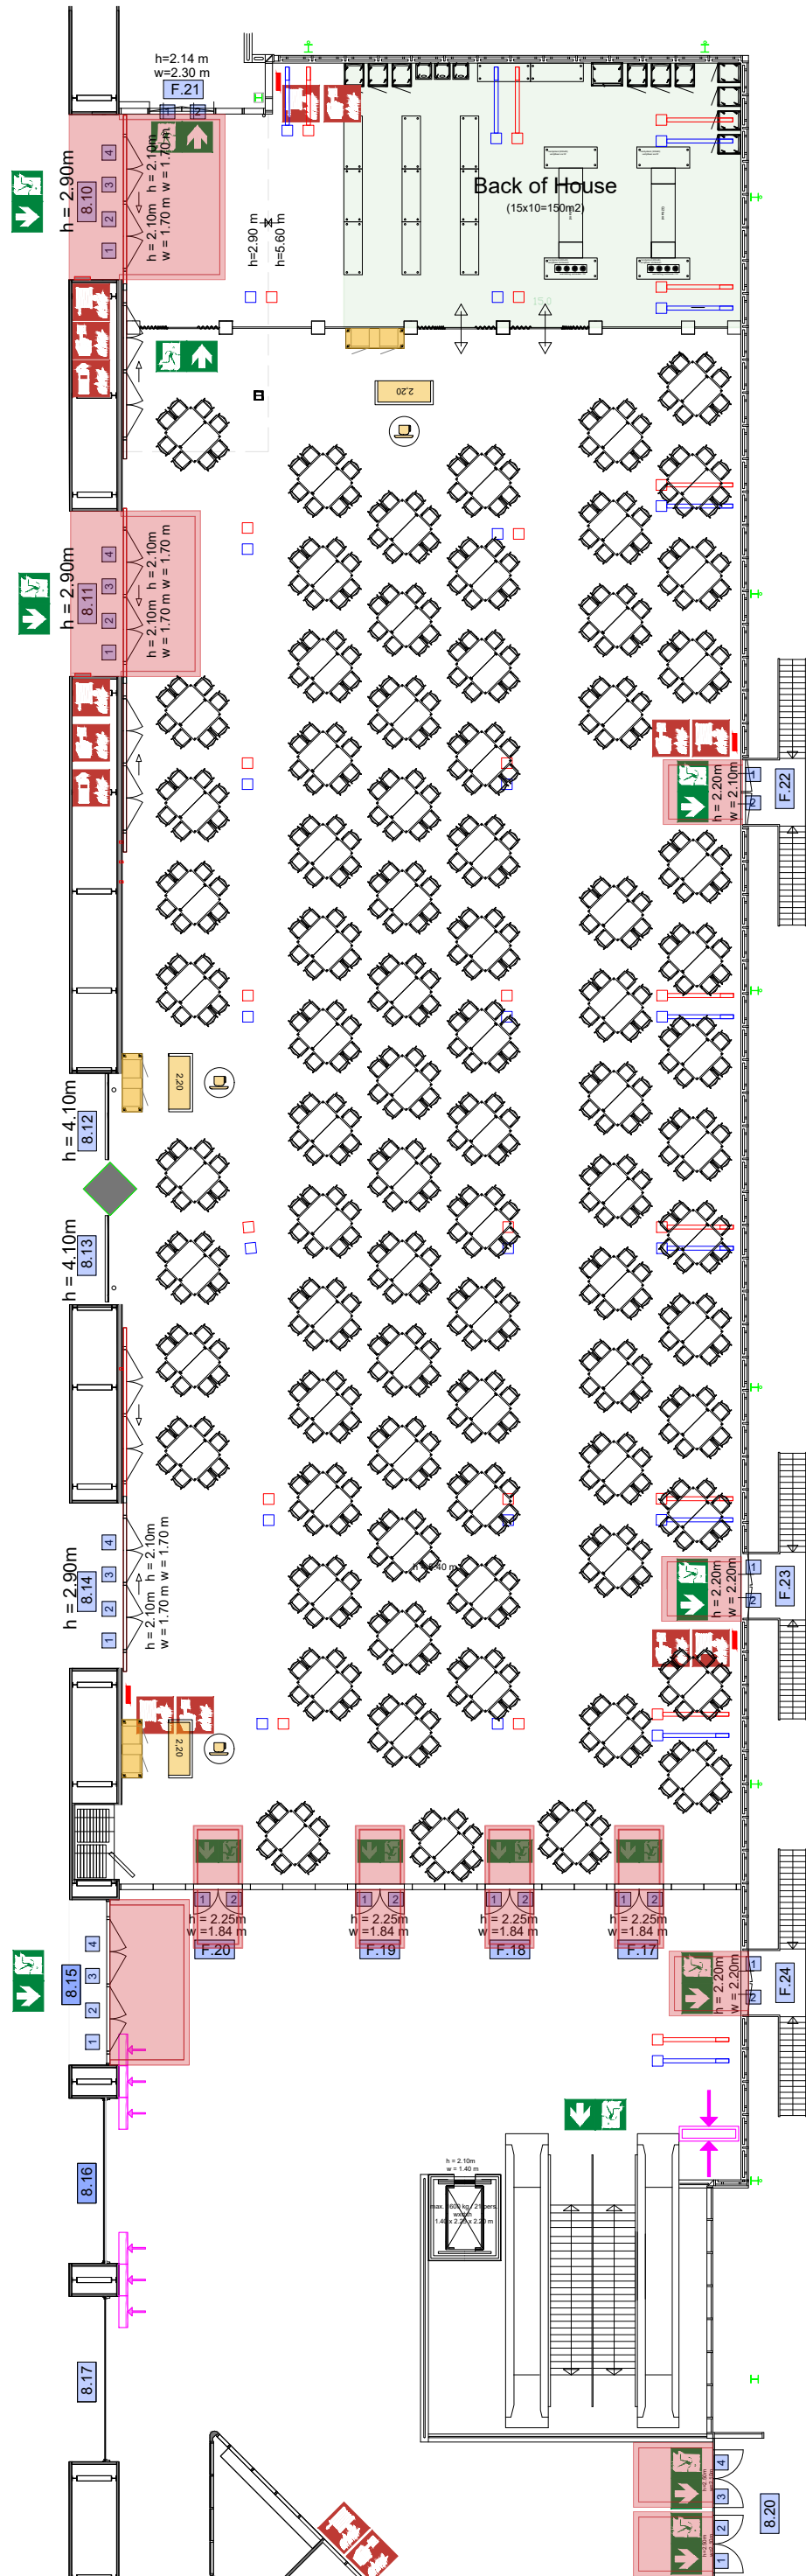 h=2.14 m
w=2.30 m
F.21
1
2
h = 2.90m
8.10
4
3
2
1
h = 2.10m h = 2.10m
w = 1.70 m w = 1.70 m
h=2.90 m
h=5.60 m
Back of House
(15x10=150m2)
15.0
2,20
h = 2.90m
8.11
4
3
2
1
h = 2.10m h = 2.10m
w = 1.70 m w = 1.70 m
1
2
h = 2.20m
w = 2.10m
F.22
h = 4.10m
8.12
2,20
h = 4.10m
8.13
h = 2.90m
8.14
4
3
2
1
h = 2.10m h = 2.10m
w = 1.70 m w = 1.70 m
1
2
h = 2.20m
w = 2.20m
F.23
2,20
1
2
1
2
1
2
1
2
h = 2.25m
w =1.84 m
F.20
h = 2.25m
w =1.84 m
F.19
h = 2.25m
w =1.84 m
F.18
h = 2.25m
w =1.84 m
F.17
8.15
4
3
2
1
1
2
h = 2.20m
w = 2.20m
F.24
8.16
h = 2.10m
w = 1.40 m
8.17
4
3
2
1
8.20